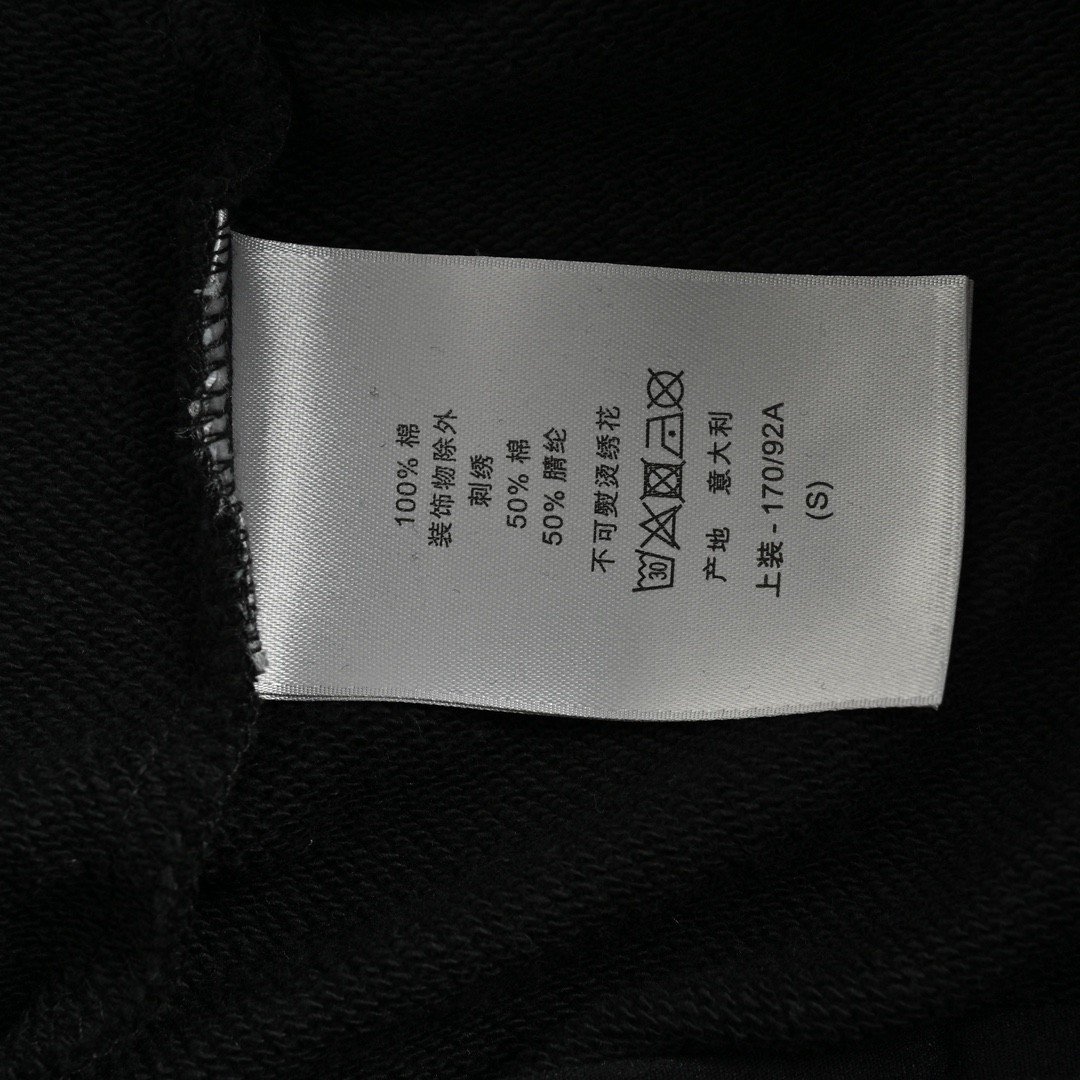 100% 棉
装饰物除外
刺绣
50% 棉
50% 腈纶
不可熨烫绣花
30
产地 意大利
上装 - 170/92A
(S)